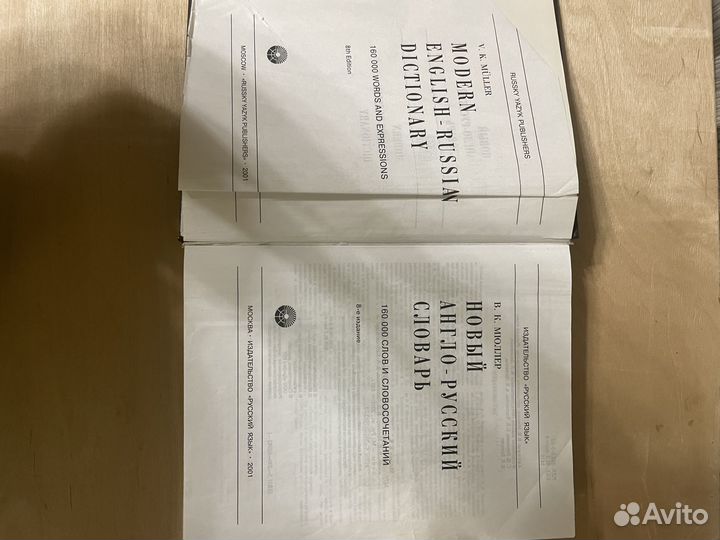 RUSSKY YAZYK PUBLISHERS
V. K. MÜLLER
MODERN
ENGLISH-RUSSIAN
DICTIONARY
160 000 WORDS AND EXPRESSIONS
8th Edition
MOSCOW · «RUSSKY YAZYK PUBLISHERS» · 2001
ИЗДАТЕЛЬСТВО «РУССКИЙ ЯЗЫК»
В. К. МЮЛЛЕР
НОВЫЙ
АНГЛО-РУССКИЙ
СЛОВАРЬ
160 000 СЛОВ И СЛОВОСОЧЕТАНИЙ
8-е издание
МОСКВА · ИЗДАТЕЛЬСТВО «РУССКИЙ ЯЗЫК» · 2001
Avito